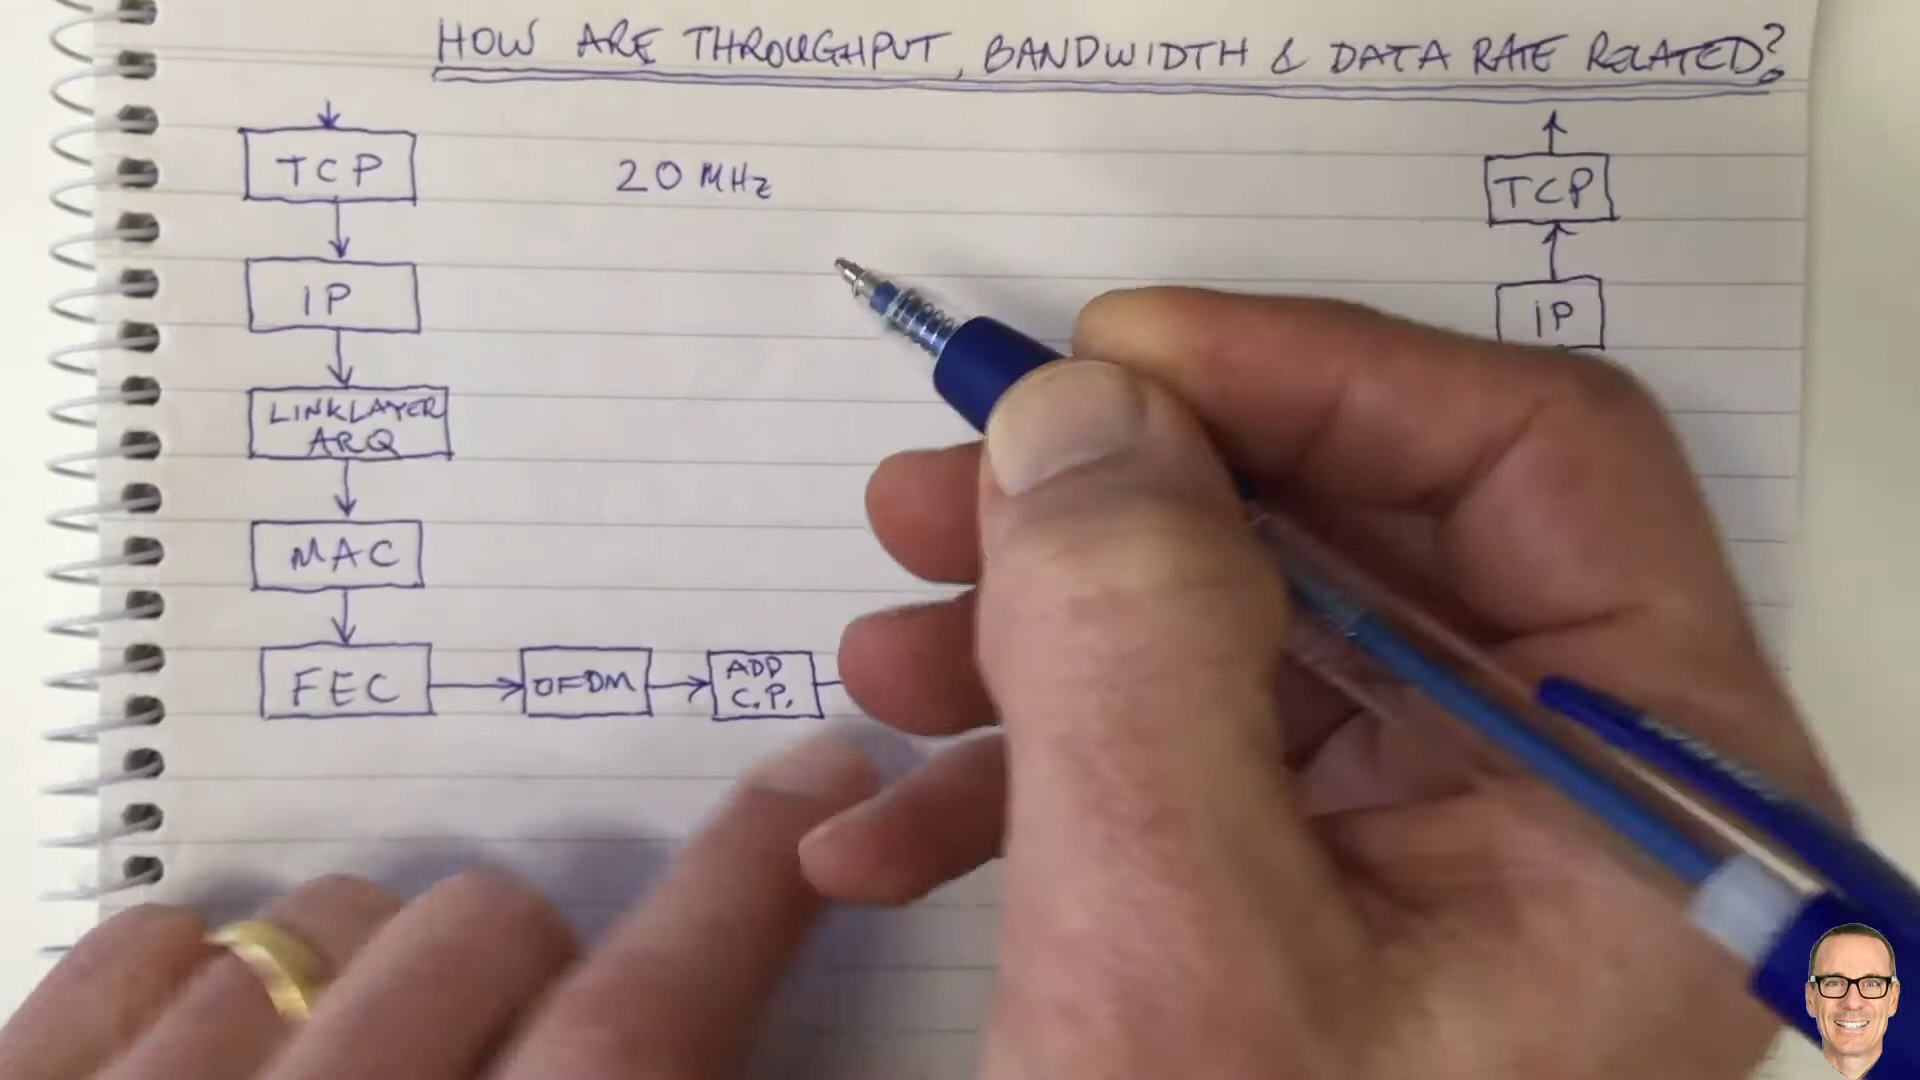 HOW ARE THROUGHPUT, BANDWIDTH & DATA RATE RELATED?
TCP
20 MHz
TCP
IP
IP
LINKLAYER
ARQ
MAC
FEC
OFDM
ADD
C.P.